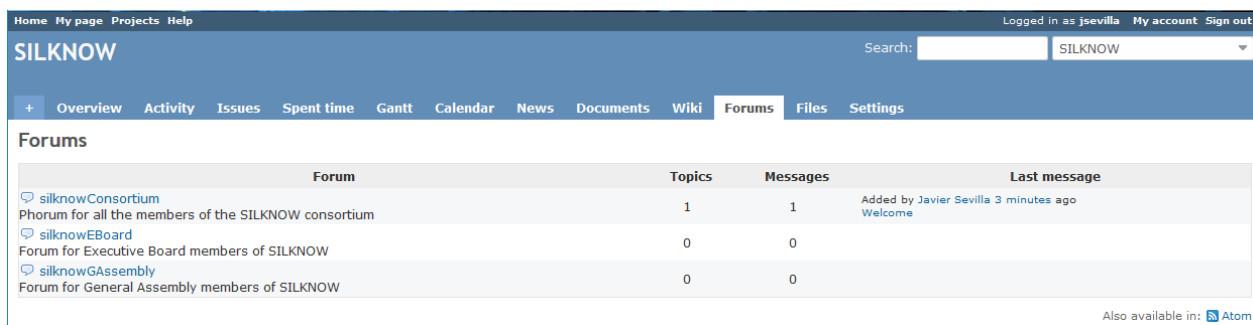 Home My page Projects Help Logged in as jsevilla My account Sign out
SILKNOW Search: SILKNOW
+ Overview Activity Issues Spent time Gantt Calendar News Documents Wiki Forums Files Settings
Forums
Forum Topics Messages Last message
silknowConsortium
Phorum for all the members of the SILKNOW consortium 1 1 Added by Javier Sevilla 3 minutes ago
Welcome
silknowEBoard
Forum for Executive Board members of SILKNOW 0 0
silknowGAssembly
Forum for General Assembly members of SILKNOW 0 0
Also available in: Atom